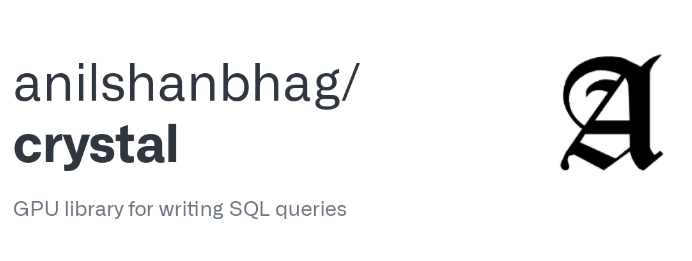 anilshanbhag/
crystal
GPU library for writing SQL queries
A